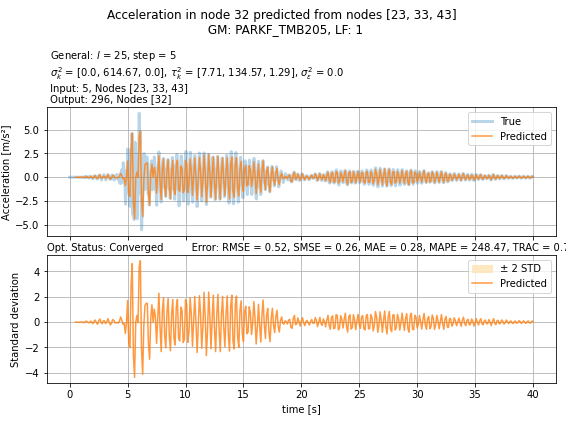 Acceleration in node 32 predicted from nodes [23, 33, 43]
GM: PARKF_TMB205, LF: 1
General: l = 25, step = 5
σ²ₖ = [0.0, 614.67, 0.0], τ²ₖ = [7.71, 134.57, 1.29], σ²ε = 0.0
Input: 5, Nodes [23, 33, 43]
Output: 296, Nodes [32]
Acceleration [m/s²]
5.0
2.5
0.0
−2.5
−5.0
True
Predicted
Opt. Status: Converged Error: RMSE = 0.52, SMSE = 0.26, MAE = 0.28, MAPE = 248.47, TRAC = 0.7
Standard deviation
4
2
0
−2
−4
± 2 STD
Predicted
0 5 10 15 20 25 30 35 40
time [s]